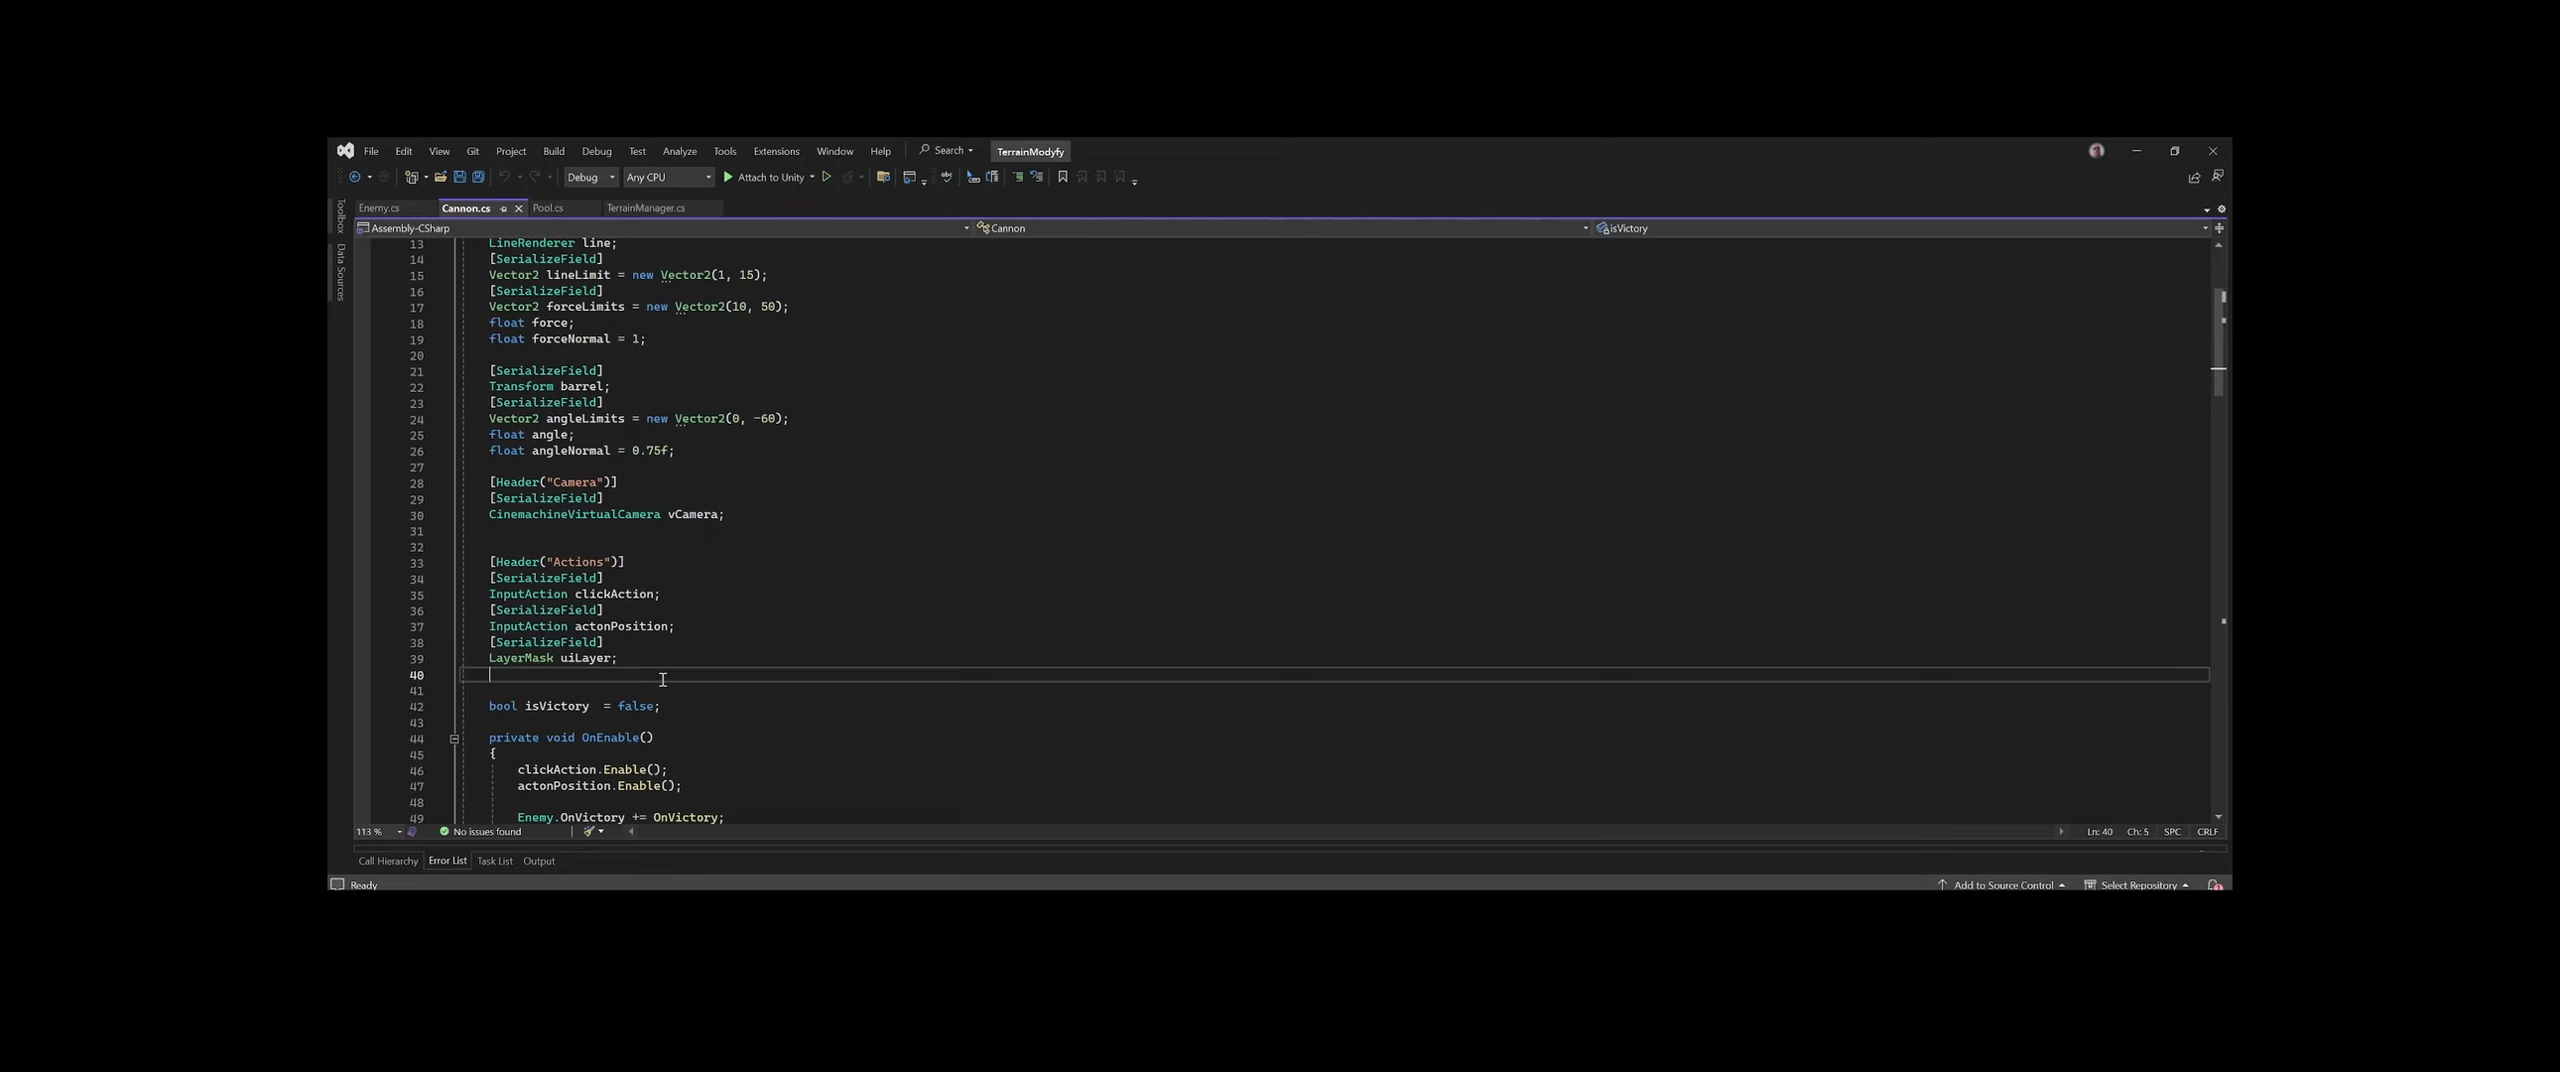 File Edit View Git Project Build Debug Test Analyze Tools Extensions Window Help Search TerrainModyfy
Debug Any CPU Attach to Unity
Enemy.cs Cannon.cs Pool.cs TerrainManager.cs
Assembly-CSharp Cannon isVictory
Toolbox
Data Sources
13 LineRenderer line;
14 [SerializeField]
15 Vector2 lineLimit = new Vector2(1, 15);
16 [SerializeField]
17 Vector2 forceLimits = new Vector2(10, 50);
18 float force;
19 float forceNormal = 1;
20
21 [SerializeField]
22 Transform barrel;
23 [SerializeField]
24 Vector2 angleLimits = new Vector2(0, -60);
25 float angle;
26 float angleNormal = 0.75f;
27
28 [Header("Camera")]
29 [SerializeField]
30 CinemachineVirtualCamera vCamera;
31
32
33 [Header("Actions")]
34 [SerializeField]
35 InputAction clickAction;
36 [SerializeField]
37 InputAction actonPosition;
38 [SerializeField]
39 LayerMask uiLayer;
40
41
42 bool isVictory  = false;
43
44 private void OnEnable()
45 {
46 clickAction.Enable();
47 actonPosition.Enable();
48
49 Enemy.OnVictory += OnVictory;
113 % No issues found Ln: 40 Ch: 5 SPC CRLF
Call Hierarchy Error List Task List Output
Ready Add to Source Control Select Repository